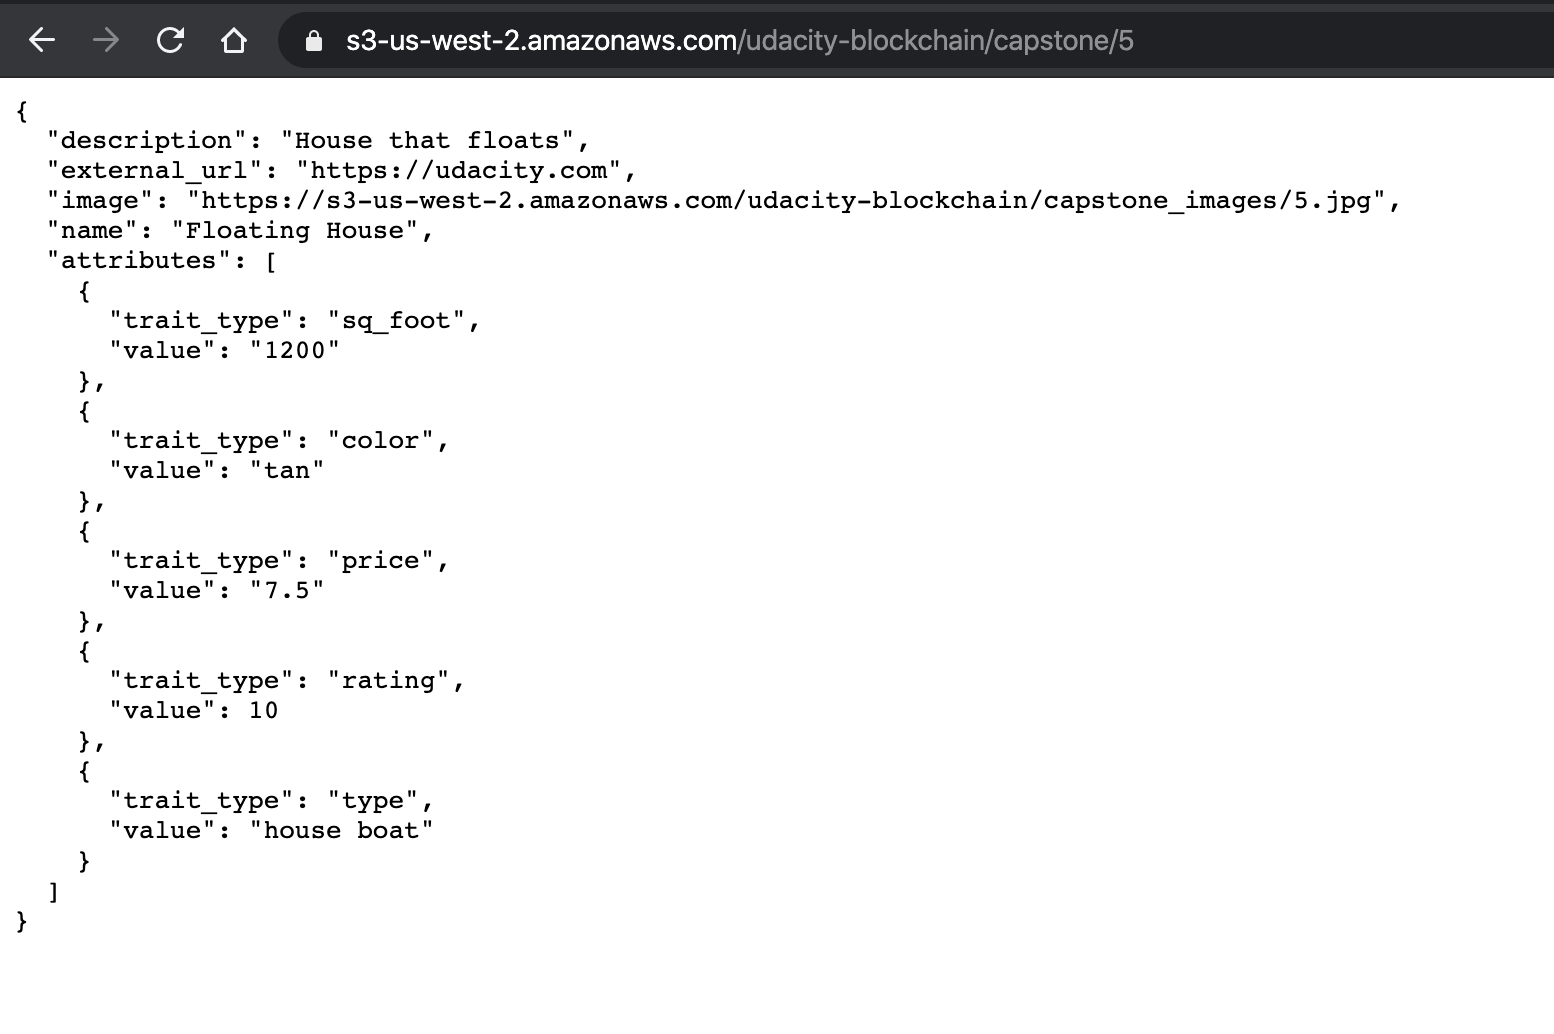 s3-us-west-2.amazonaws.com/udacity-blockchain/capstone/5
{
  "description": "House that floats",
  "external_url": "https://udacity.com",
  "image": "https://s3-us-west-2.amazonaws.com/udacity-blockchain/capstone_images/5.jpg",
  "name": "Floating House",
  "attributes": [
    {
      "trait_type": "sq_foot",
      "value": "1200"
    },
    {
      "trait_type": "color",
      "value": "tan"
    },
    {
      "trait_type": "price",
      "value": "7.5"
    },
    {
      "trait_type": "rating",
      "value": 10
    },
    {
      "trait_type": "type",
      "value": "house boat"
    }
  ]
}